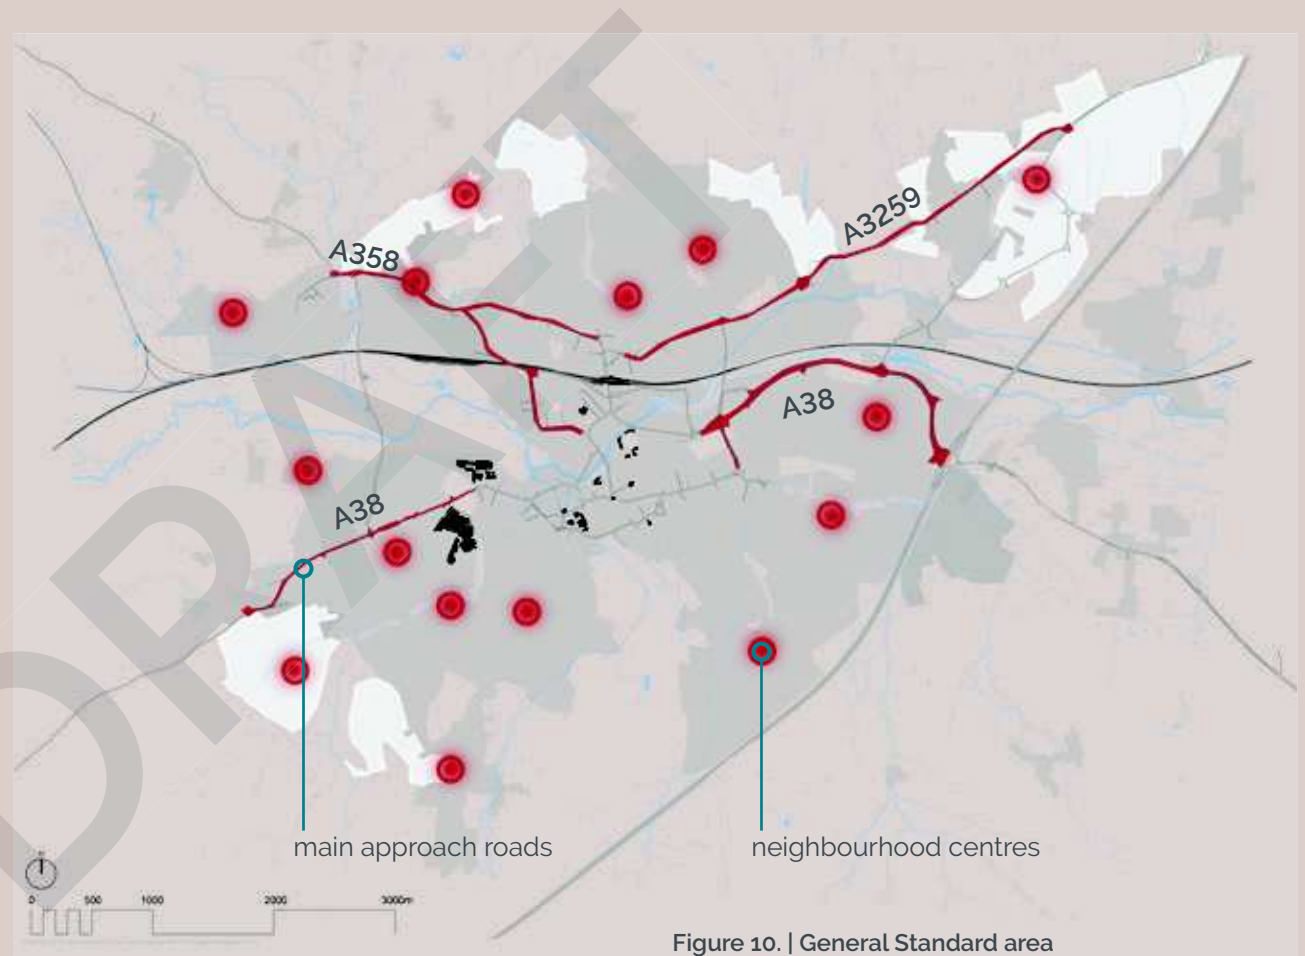 DRAFT
A3259
A358
A38
A38
main approach roads
neighbourhood centres
0 500 1000 2000 3000m
Figure 10. | General Standard area